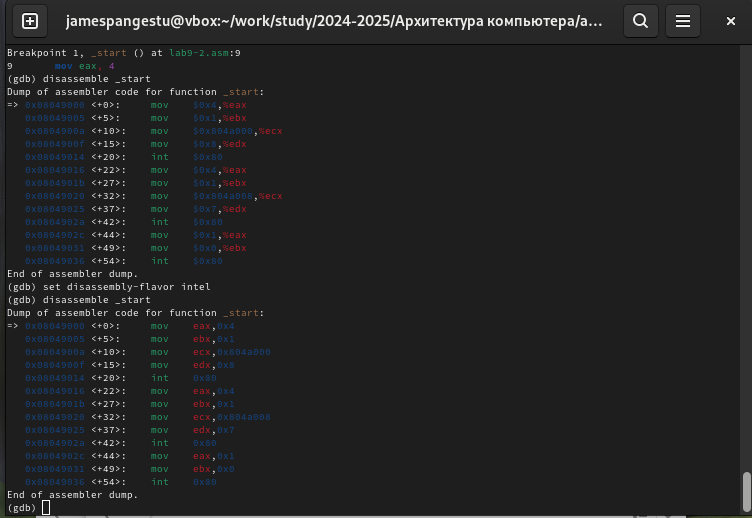 jamespangestu@vbox:~/work/study/2024-2025/Архитектура компьютера/a...
Breakpoint 1, _start () at lab9-2.asm:9
9 mov eax, 4
(gdb) disassemble _start
Dump of assembler code for function _start:
=> 0x08049000 <+0>: mov $0x4,%eax
0x08049005 <+5>: mov $0x1,%ebx
0x0804900a <+10>: mov $0x804a000,%ecx
0x0804900f <+15>: mov $0x8,%edx
0x08049014 <+20>: int $0x80
0x08049016 <+22>: mov $0x4,%eax
0x0804901b <+27>: mov $0x1,%ebx
0x08049020 <+32>: mov $0x804a008,%ecx
0x08049025 <+37>: mov $0x7,%edx
0x0804902a <+42>: int $0x80
0x0804902c <+44>: mov $0x1,%eax
0x08049031 <+49>: mov $0x0,%ebx
0x08049036 <+54>: int $0x80
End of assembler dump.
(gdb) set disassembly-flavor intel
(gdb) disassemble _start
Dump of assembler code for function _start:
=> 0x08049000 <+0>: mov eax,0x4
0x08049005 <+5>: mov ebx,0x1
0x0804900a <+10>: mov ecx,0x804a000
0x0804900f <+15>: mov edx,0x8
0x08049014 <+20>: int 0x80
0x08049016 <+22>: mov eax,0x4
0x0804901b <+27>: mov ebx,0x1
0x08049020 <+32>: mov ecx,0x804a008
0x08049025 <+37>: mov edx,0x7
0x0804902a <+42>: int 0x80
0x0804902c <+44>: mov eax,0x1
0x08049031 <+49>: mov ebx,0x0
0x08049036 <+54>: int 0x80
End of assembler dump.
(gdb)